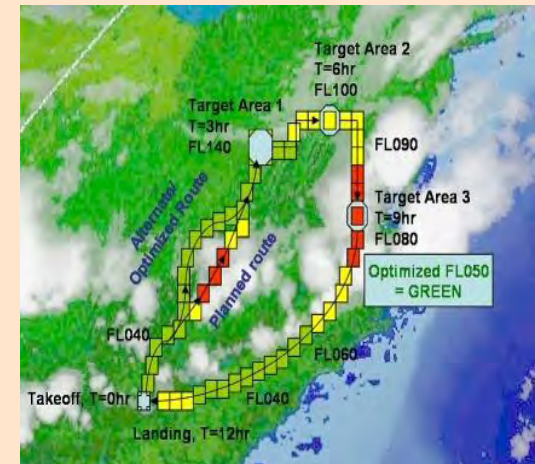 Target Area 2
T=6hr
FL100
Target Area 1
T=3hr
FL140
FL090
Target Area 3
T=9hr
FL080
Alternate/
Optimized Route
Planned route
Optimized FL050
= GREEN
FL040
FL060
Takeoff, T=0hr
FL040
Landing, T=12hr